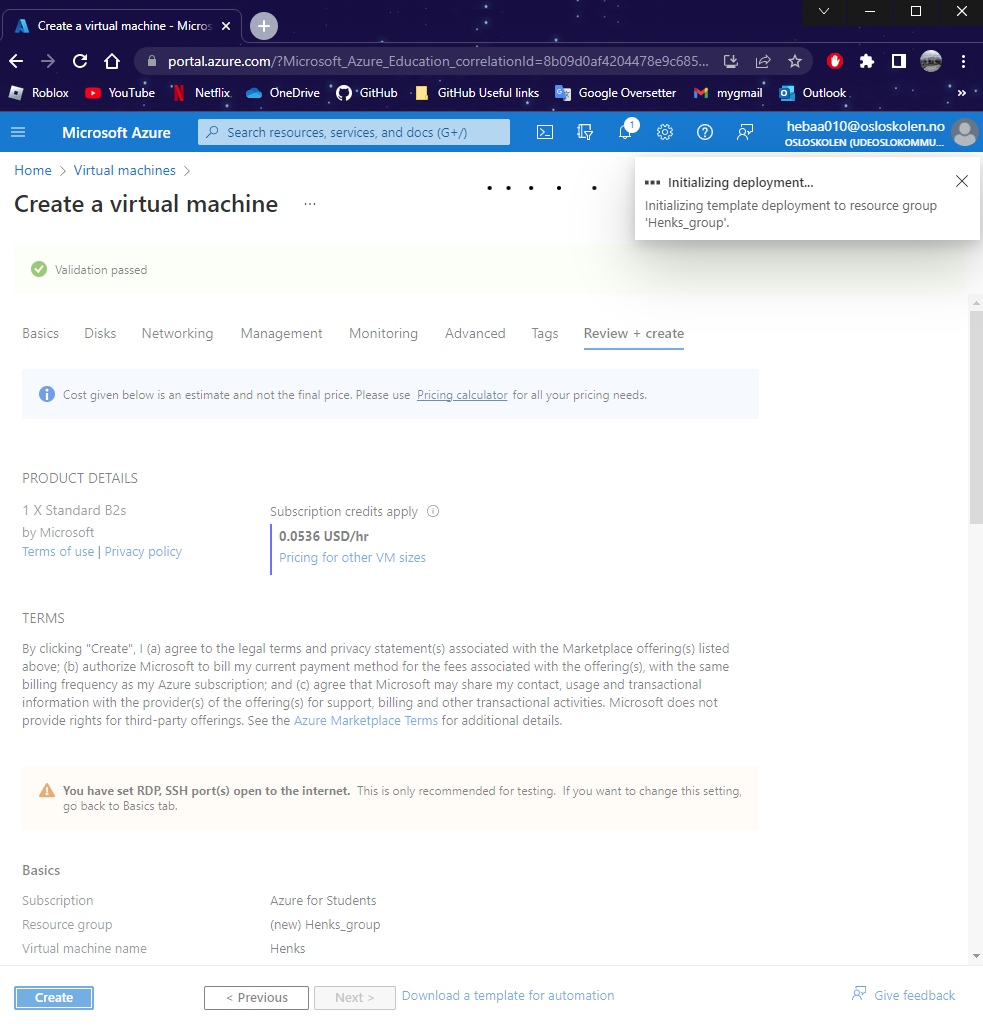 Create a virtual machine - Micros
portal.azure.com/?Microsoft_Azure_Education_correlationId=8b09d0af4204478e9c685...
Roblox YouTube Netflix OneDrive GitHub GitHub Useful links Google Oversetter mygmail Outlook »
Microsoft Azure
Search resources, services, and docs (G+/)
1
hebaa010@osloskolen.no
OSLOSKOLEN (UDEOSLOKOMMU...
Home > Virtual machines >
Create a virtual machine ...
Initializing deployment...
Initializing template deployment to resource group
'Henks_group'.
Validation passed
Basics Disks Networking Management Monitoring Advanced Tags Review + create
Cost given below is an estimate and not the final price. Please use Pricing calculator for all your pricing needs.
PRODUCT DETAILS
1 X Standard B2s
by Microsoft
Terms of use | Privacy policy
Subscription credits apply
0.0536 USD/hr
Pricing for other VM sizes
TERMS
By clicking "Create", I (a) agree to the legal terms and privacy statement(s) associated with the Marketplace offering(s) listed
above; (b) authorize Microsoft to bill my current payment method for the fees associated with the offering(s), with the same
billing frequency as my Azure subscription; and (c) agree that Microsoft may share my contact, usage and transactional
information with the provider(s) of the offering(s) for support, billing and other transactional activities. Microsoft does not
provide rights for third-party offerings. See the Azure Marketplace Terms for additional details.
You have set RDP, SSH port(s) open to the internet. This is only recommended for testing. If you want to change this setting,
go back to Basics tab.
Basics
Subscription Azure for Students
Resource group (new) Henks_group
Virtual machine name Henks
Create < Previous Next > Download a template for automation Give feedback